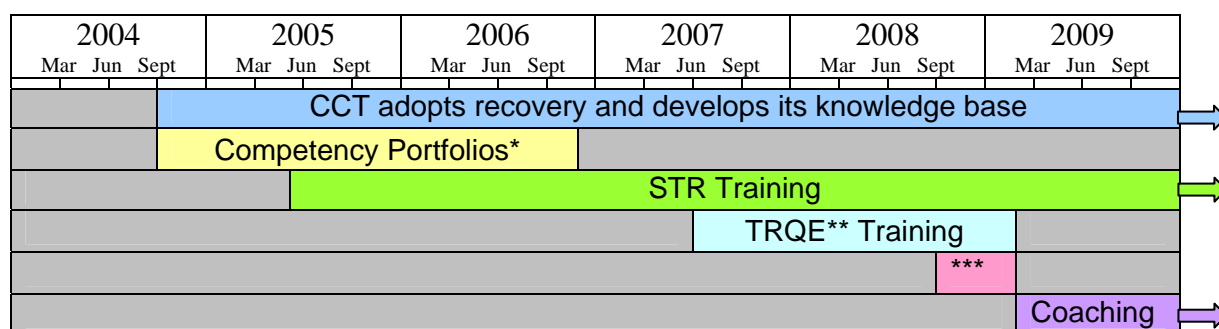 2004 2005 2006 2007 2008 2009
Mar Jun Sept Mar Jun Sept Mar Jun Sept Mar Jun Sept Mar Jun Sept Mar Jun Sept
CCT adopts recovery and develops its knowledge base
Competency Portfolios*
STR Training
TRQE** Training
***
Coaching